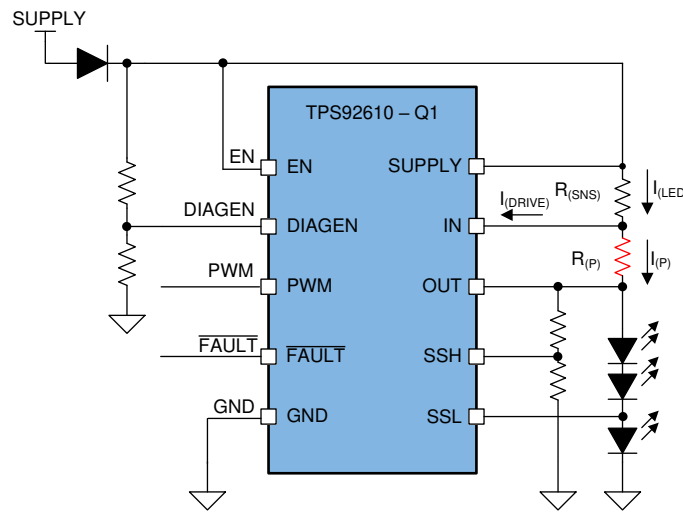 SUPPLY
TPS92610 – Q1
EN
EN
SUPPLY
R(SNS)
I(LED)
I(DRIVE)
DIAGEN
DIAGEN
IN
R(P)
I(P)
PWM
PWM
OUT
FAULT
FAULT
SSH
GND
GND
SSL